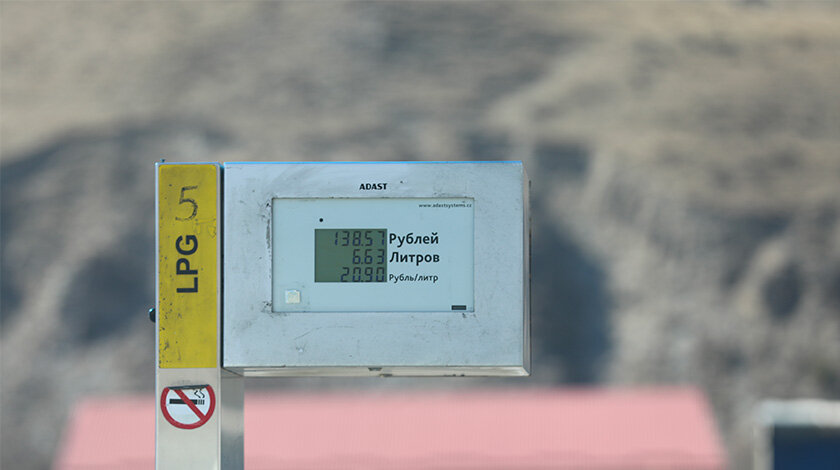 ADAST
www.adastsystems.cz
138.57 Рублей
6.63 Литров
20.90 Рубль/литр
5
LPG